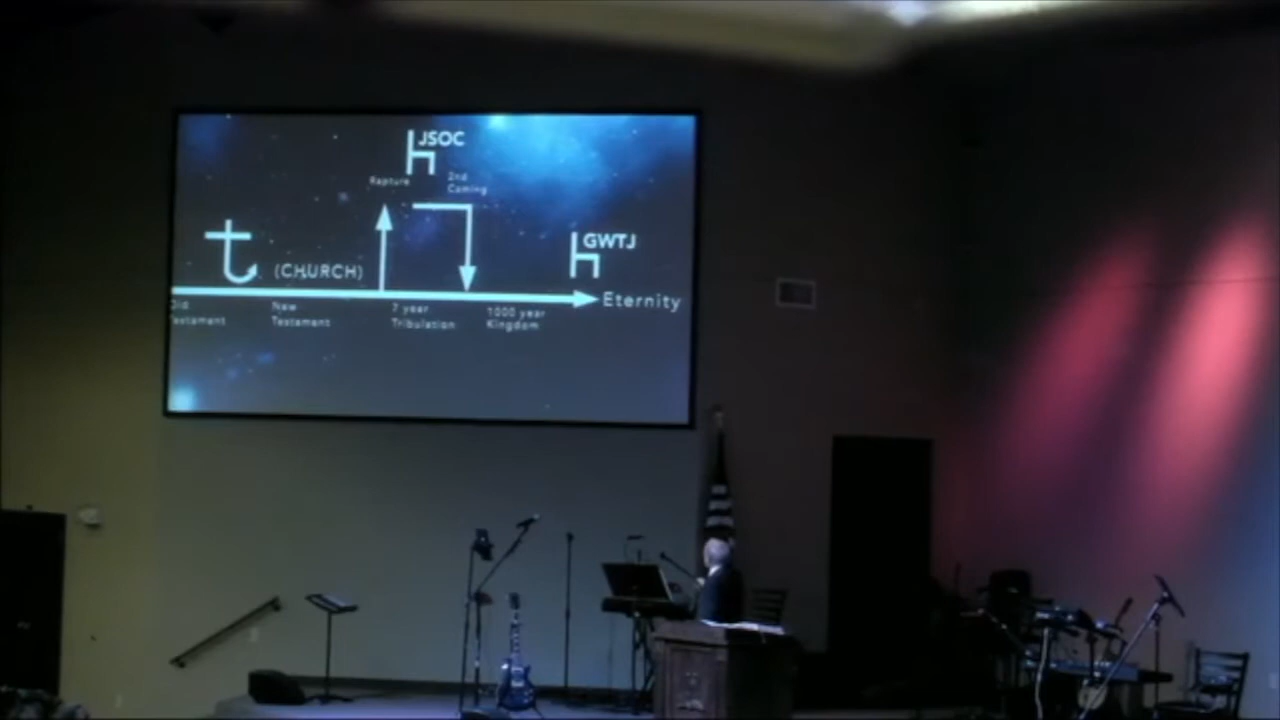 JSOC
Rapture
2nd
Coming
GWTJ
(CHURCH)
Eternity
Old
Testament
New
Testament
7 year
Tribulation
1000 year
Kingdom